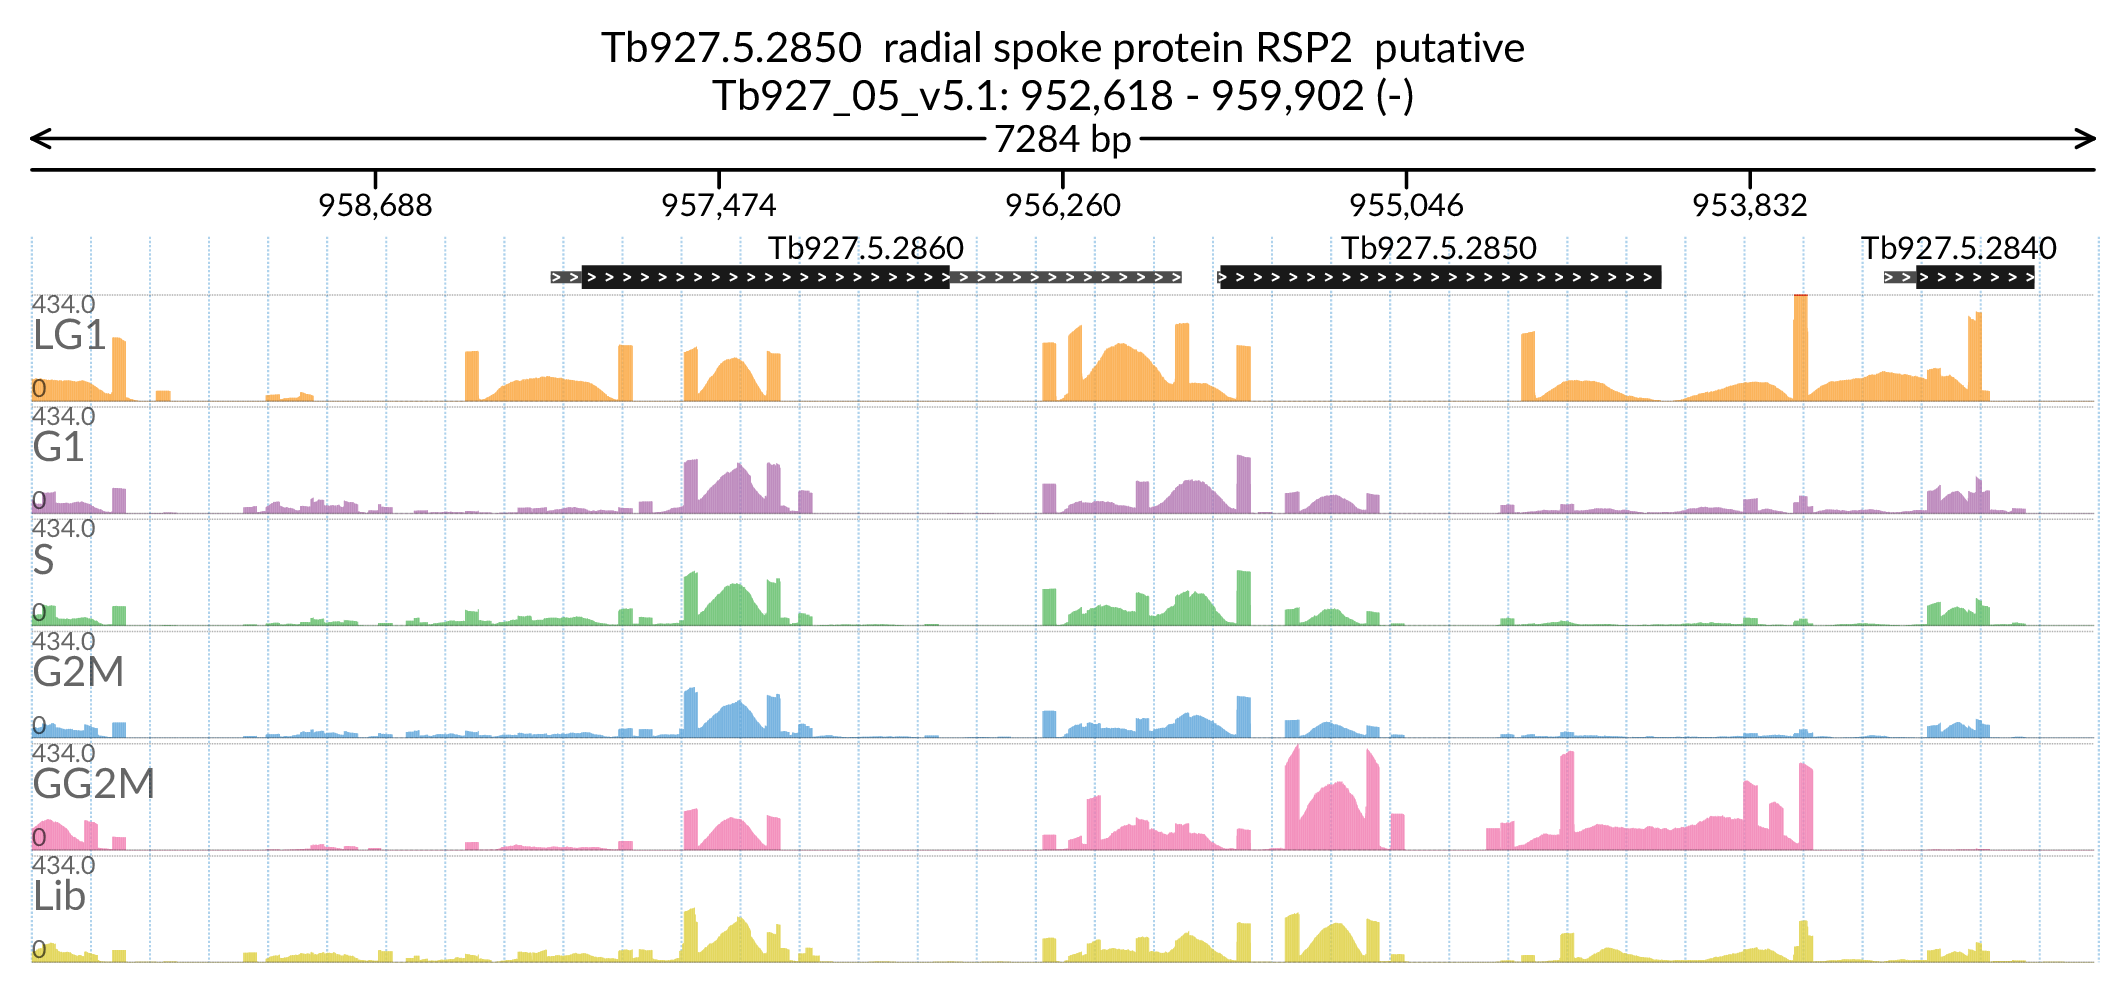 Tb927.5.2850  radial spoke protein RSP2  putative
Tb927_05_v5.1: 952,618 - 959,902 (-)
7284 bp
958,688 957,474 956,260 955,046 953,832
Tb927.5.2860 Tb927.5.2850 Tb927.5.2840
434.0
LG1
0
434.0
G1
0
434.0
S
0
434.0
G2M
0
434.0
GG2M
0
434.0
Lib
0